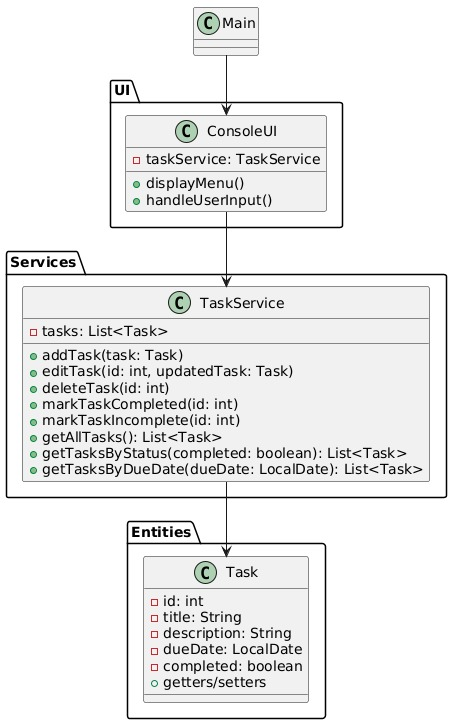 C Main
UI
C ConsoleUI
taskService: TaskService
displayMenu()
handleUserInput()
Services
C TaskService
tasks: List<Task>
addTask(task: Task)
editTask(id: int, updatedTask: Task)
deleteTask(id: int)
markTaskCompleted(id: int)
markTaskIncomplete(id: int)
getAllTasks(): List<Task>
getTasksByStatus(completed: boolean): List<Task>
getTasksByDueDate(dueDate: LocalDate): List<Task>
Entities
C Task
id: int
title: String
description: String
dueDate: LocalDate
completed: boolean
getters/setters